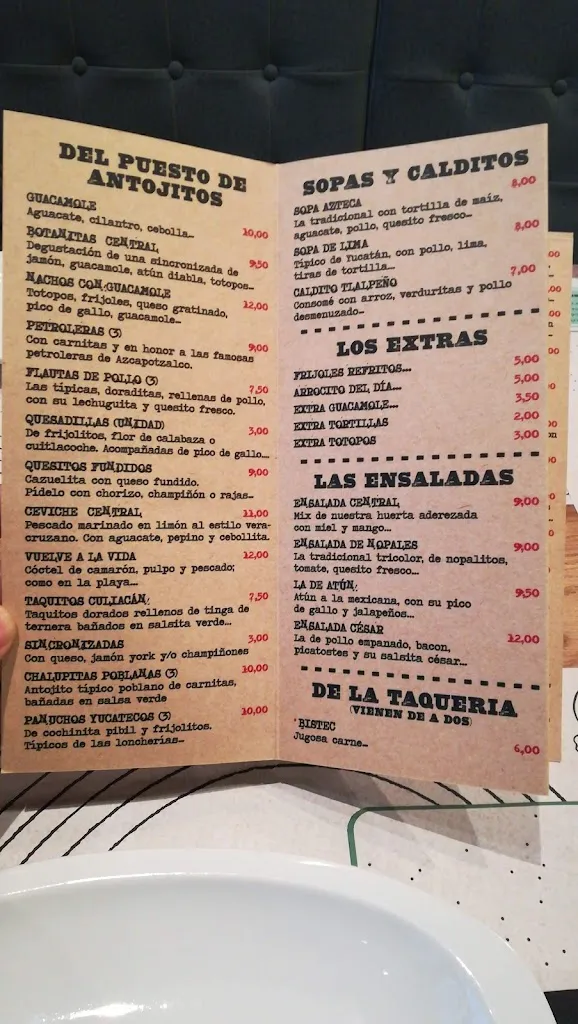 DEL PUESTO DE
ANTOJITOS
GUACAMOLE
Aguacate, cilantro, cebolla... 10,00
BOTANITAS CENTRAL
Degustación de una sincronizada de 9,50
jamón, guacamole, atún diabla, totopos...
NACHOS CON GUACAMOLE
Totopos, frijoles, queso gratinado, 12,00
pico de gallo, guacamole...
PETROLERAS (3)
Con carnitas y en honor a las famosas 9,00
petroleras de Azcapotzalco.
FLAUTAS DE POLLO (3)
Las típicas, doraditas, rellenas de pollo, 7,50
con su lechuguita y quesito fresco.
QUESADILLAS (UNIDAD) 3,00
De frijolitos, flor de calabaza o
cuitlacoche. Acompañadas de pico de gallo...
QUESITOS FUNDIDOS 9,00
Cazuelita con queso fundido.
Pídelo con chorizo, champiñón o rajas...
CEVICHE CENTRAL 11,00
Pescado marinado en limón al estilo vera-
cruzano. Con aguacate, pepino y cebollita.
VUELVE A LA VIDA 12,00
Cóctel de camarón, pulpo y pescado;
como en la playa...
TAQUITOS CULIACÁN 7,50
Taquitos dorados rellenos de tinga de
ternera bañados en salsita verde...
SINCRONIZADAS 3,00
Con queso, jamón york y/o champiñones
CHALUPITAS POBLANAS (3) 10,00
Antojito típico poblano de carnitas,
bañadas en salsa verde
PANUCHOS YUCATECOS (3) 10,00
De cochinita pibil y frijolitos.
Típicos de las loncherías...
SOPAS Y CALDITOS
SOPA AZTECA 8,00
La tradicional con tortilla de maíz,
aguacate, pollo, quesito fresco...
SOPA DE LIMA 8,00
Típico de Yucatán, con pollo, lima,
tiras de tortilla...
CALDITO TLALPEÑO 7,00
Consomé con arroz, verduritas y pollo
desmenuzado...
LOS EXTRAS
FRIJOLES REFRITOS... 5,00
ARROCITO DEL DÍA... 5,00
EXTRA GUACAMOLE... 3,50
EXTRA TORTILLAS 2,00
EXTRA TOTOPOS 3,00
LAS ENSALADAS
ENSALADA CENTRAL 9,00
Mix de nuestra huerta aderezada
con miel y mango...
ENSALADA DE NOPALES 9,00
La tradicional tricolor, de nopalitos,
tomate, quesito fresco...
LA DE ATÚN 9,50
Atún a la mexicana, con su pico
de gallo y jalapeños...
ENSALADA CÉSAR 12,00
La de pollo empanado, bacon,
picatostes y su salsita césar...
DE LA TAQUERIA
(VIENEN DE A DOS)
BISTEC
Jugosa carne... 6,00